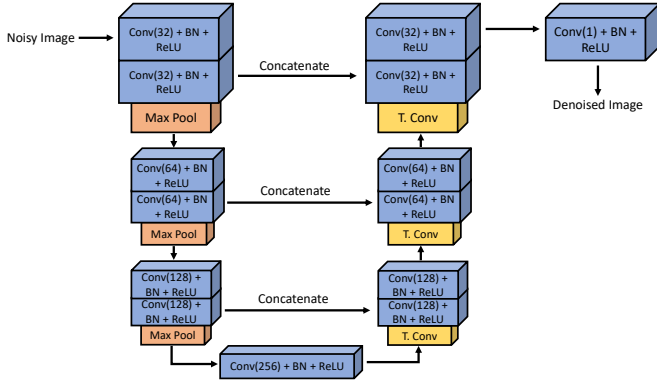 Noisy Image
Conv(32) + BN +
ReLU
Conv(32) + BN +
ReLU
Max Pool
Concatenate
Conv(32) + BN +
ReLU
Conv(32) + BN +
ReLU
T. Conv
Conv(1) + BN +
ReLU
Denoised Image
Conv(64) + BN
+ ReLU
Conv(64) + BN
+ ReLU
Max Pool
Concatenate
Conv(64) + BN
+ ReLU
Conv(64) + BN
+ ReLU
T. Conv
Conv(128) +
BN + ReLU
Conv(128) +
BN + ReLU
Max Pool
Concatenate
Conv(128) +
BN + ReLU
Conv(128) +
BN + ReLU
T. Conv
Conv(256) + BN + ReLU